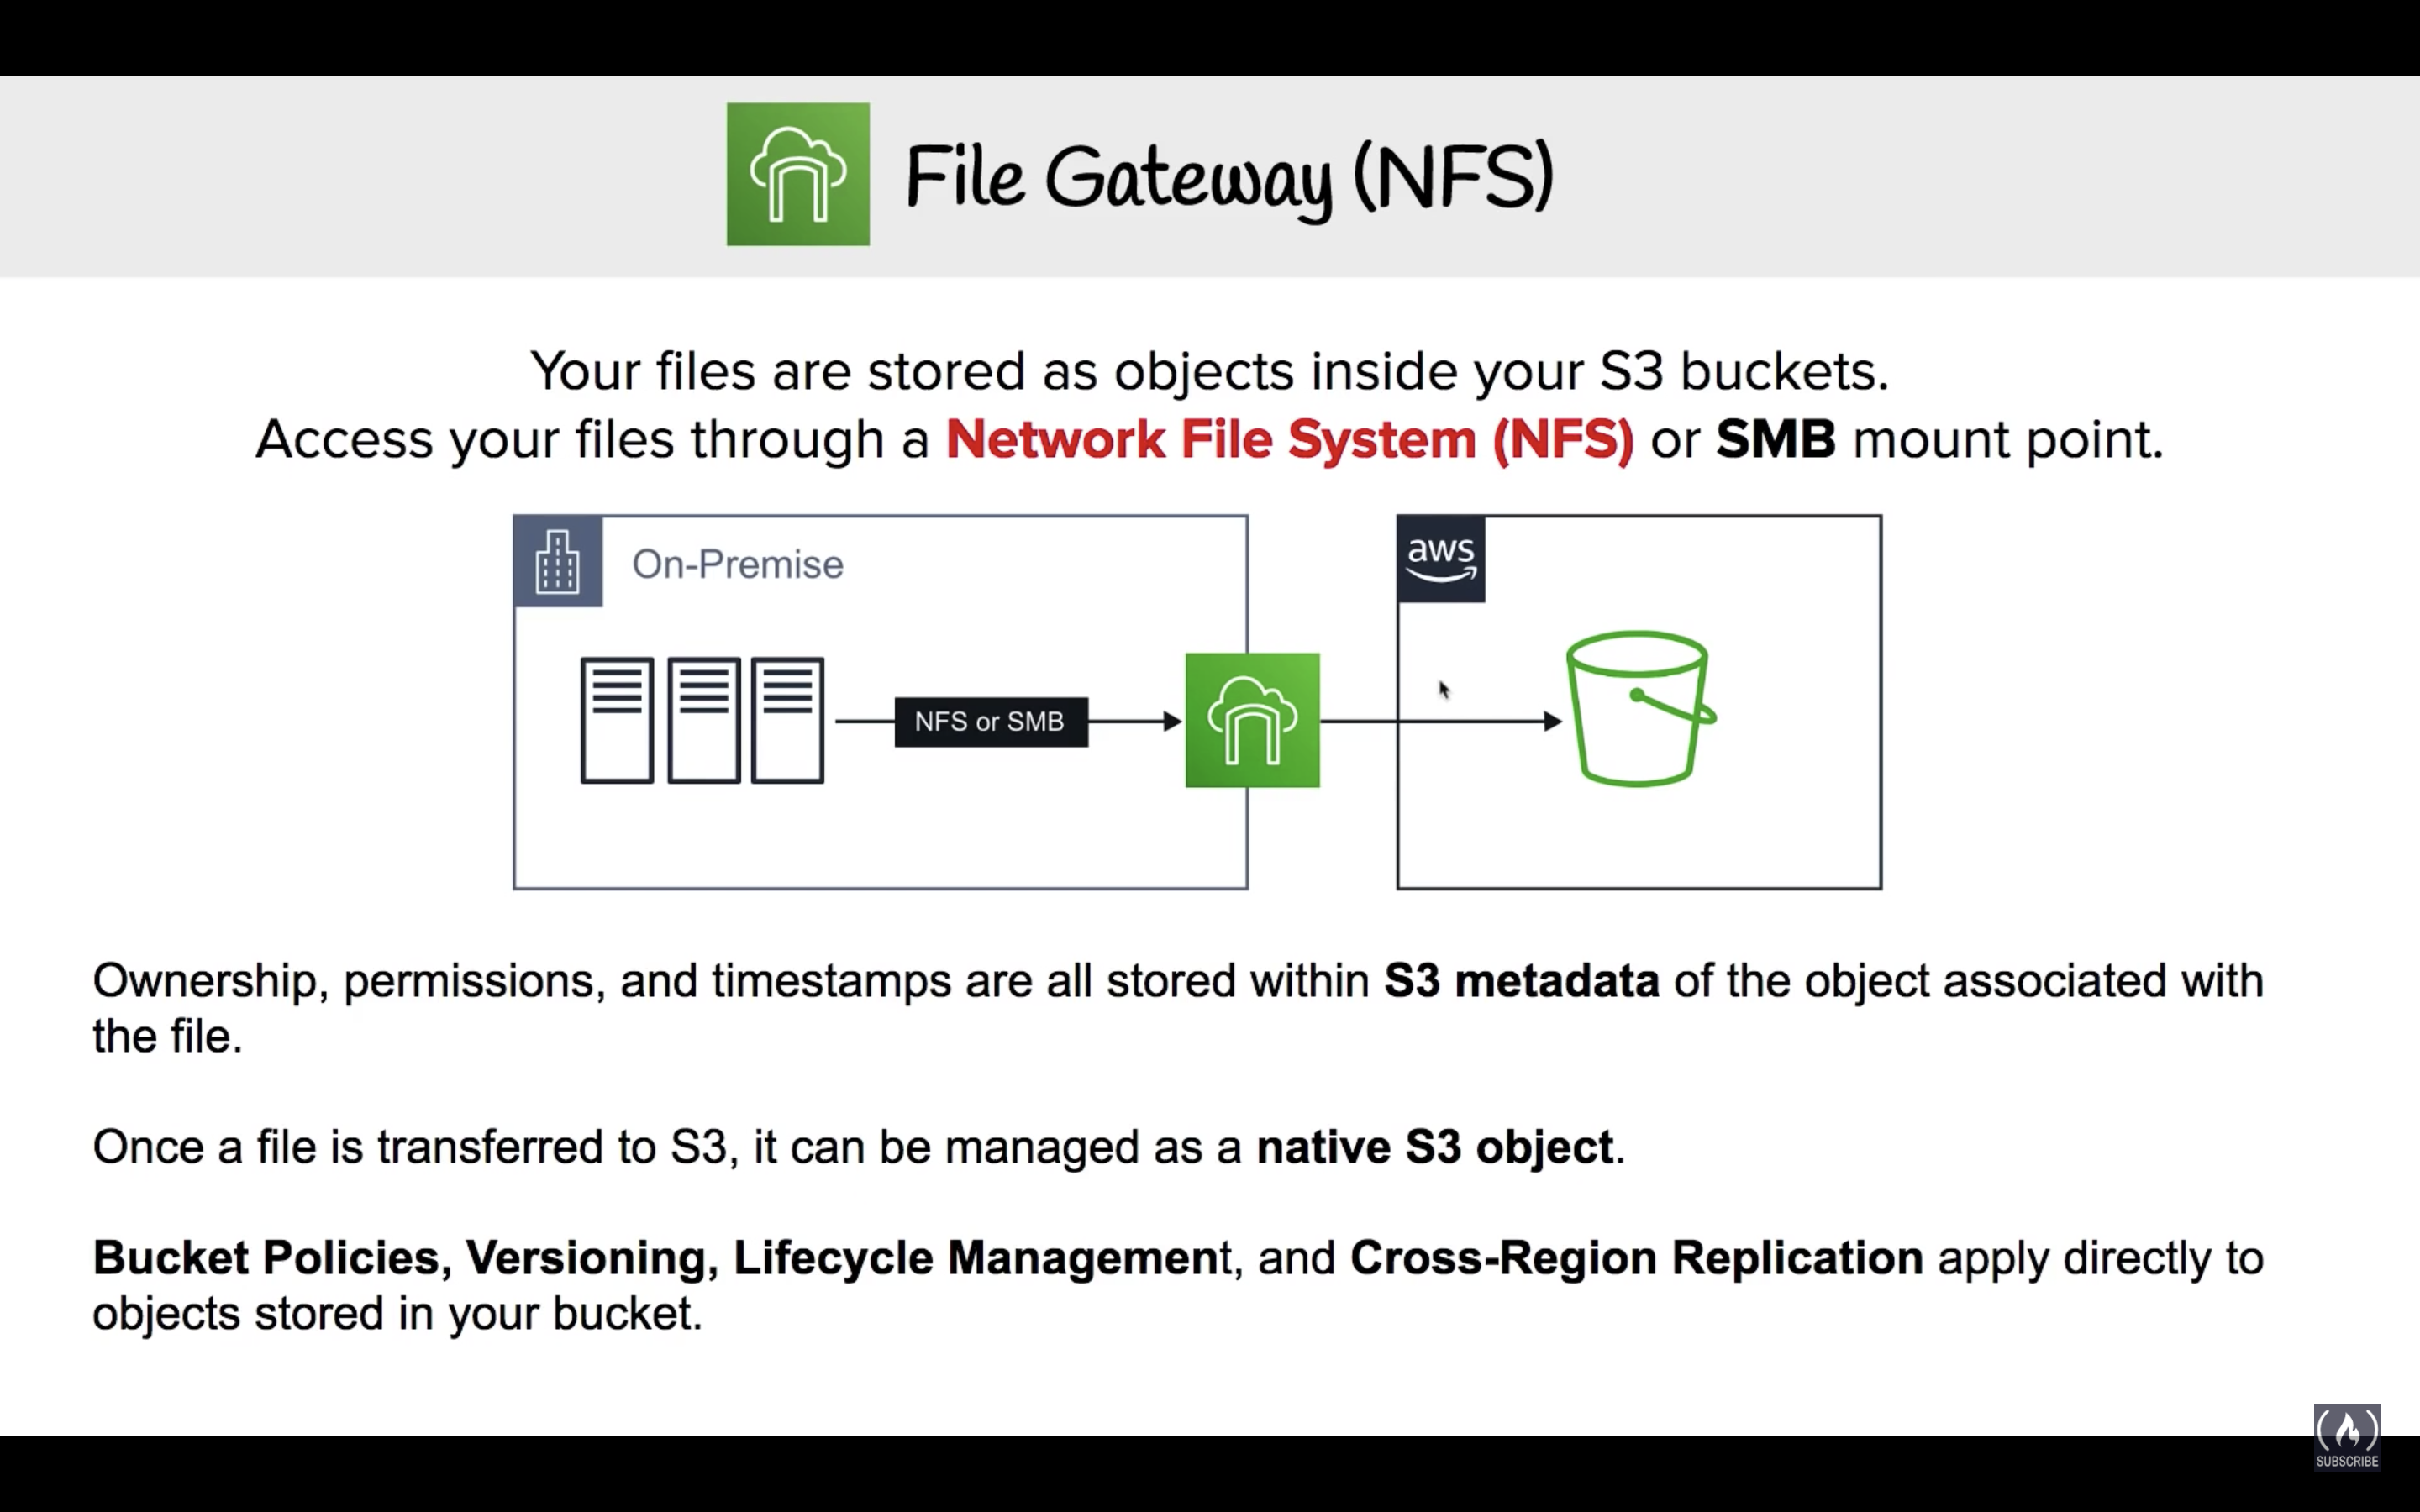 File Gateway (NFS)
Your files are stored as objects inside your S3 buckets.
Access your files through a Network File System (NFS) or SMB mount point.
On-Premise
aws
NFS or SMB
Ownership, permissions, and timestamps are all stored within S3 metadata of the object associated with
the file.
Once a file is transferred to S3, it can be managed as a native S3 object.
Bucket Policies, Versioning, Lifecycle Management, and Cross-Region Replication apply directly to
objects stored in your bucket.
SUBSCRIBE